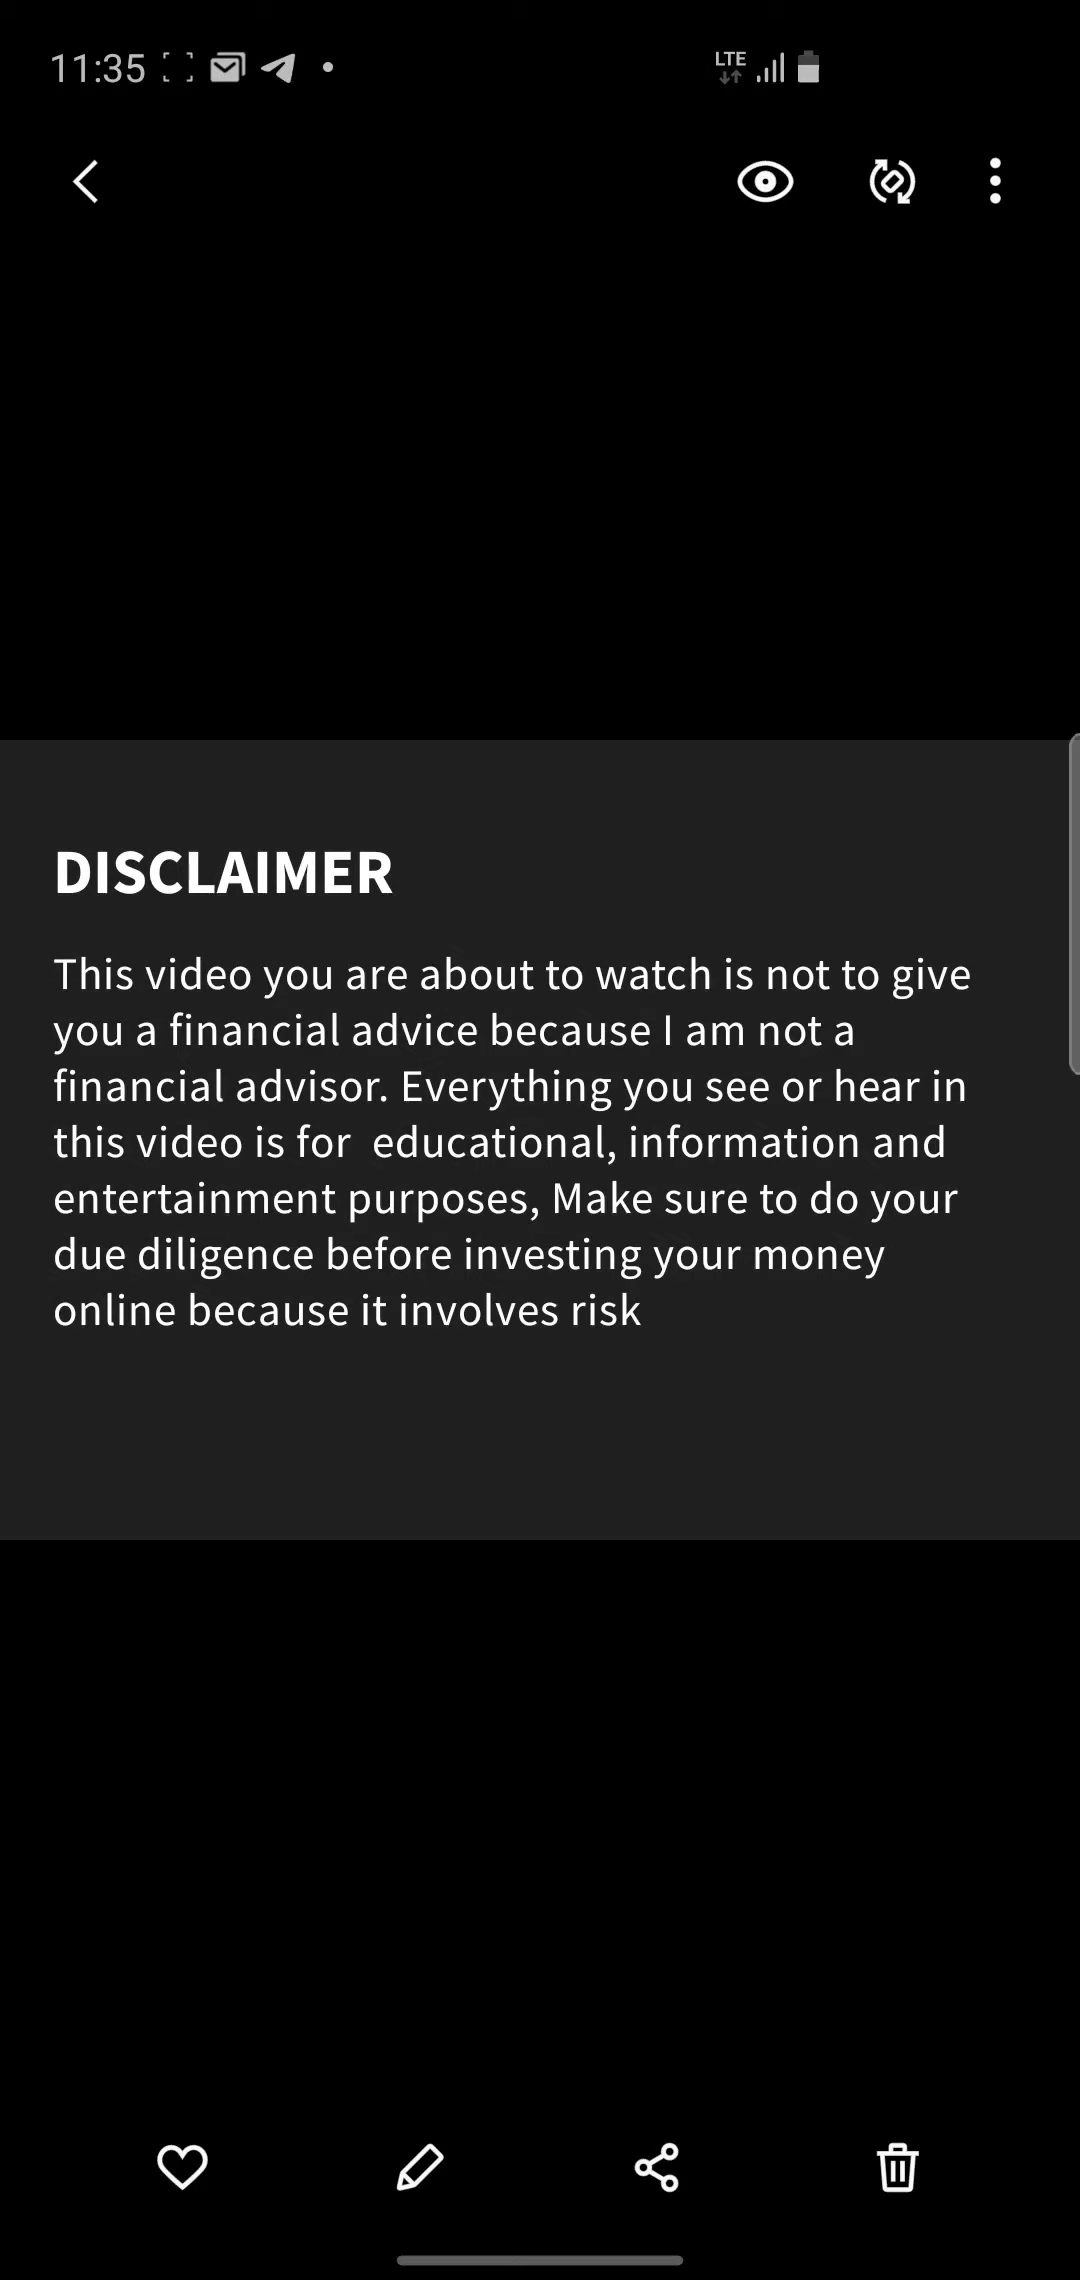 11:35
LTE
DISCLAIMER
This video you are about to watch is not to give
you a financial advice because I am not a
financial advisor. Everything you see or hear in
this video is for  educational, information and
entertainment purposes, Make sure to do your
due diligence before investing your money
online because it involves risk